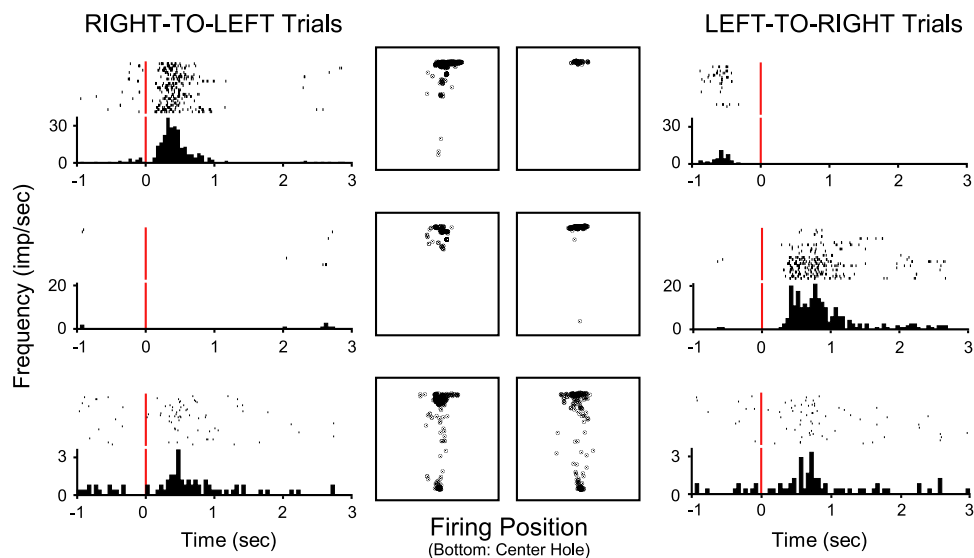 RIGHT-TO-LEFT Trials
LEFT-TO-RIGHT Trials
30
0
-1 0 1 2 3
30
0
-1 0 1 2 3
Frequency (imp/sec)
20
0
-1 0 1 2 3
20
0
-1 0 1 2 3
3
0
-1 0 1 2 3
Time (sec)
Firing Position
(Bottom: Center Hole)
3
0
-1 0 1 2 3
Time (sec)